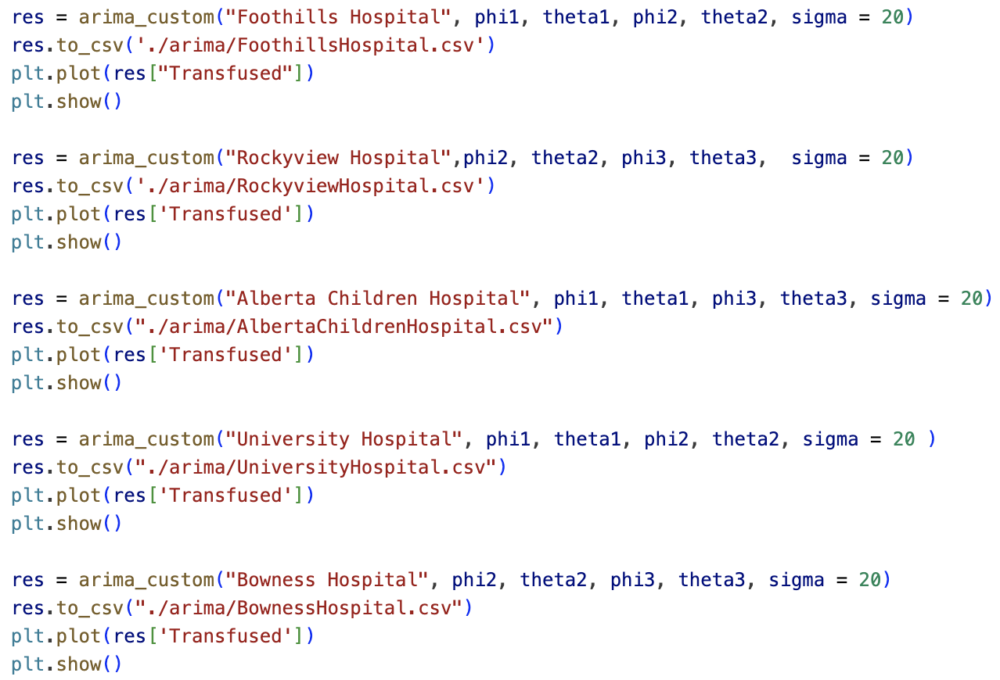 res = arima_custom("Foothills Hospital", phi1, theta1, phi2, theta2, sigma = 20)
res.to_csv('./arima/FoothillsHospital.csv')
plt.plot(res["Transfused"])
plt.show()

res = arima_custom("Rockyview Hospital",phi2, theta2, phi3, theta3,  sigma = 20)
res.to_csv('./arima/RockyviewHospital.csv')
plt.plot(res['Transfused'])
plt.show()

res = arima_custom("Alberta Children Hospital", phi1, theta1, phi3, theta3, sigma = 20)
res.to_csv("./arima/AlbertaChildrenHospital.csv")
plt.plot(res['Transfused'])
plt.show()

res = arima_custom("University Hospital", phi1, theta1, phi2, theta2, sigma = 20 )
res.to_csv("./arima/UniversityHospital.csv")
plt.plot(res['Transfused'])
plt.show()

res = arima_custom("Bowness Hospital", phi2, theta2, phi3, theta3, sigma = 20)
res.to_csv("./arima/BownessHospital.csv")
plt.plot(res['Transfused'])
plt.show()